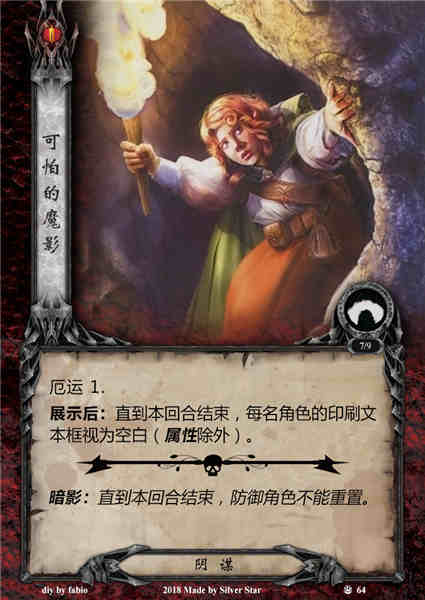 可怕的魔影
7/9
厄运 1.
展示后：直到本回合结束，每名角色的印刷文
本框视为空白（属性除外）。
暗影：直到本回合结束，防御角色不能重置。
阴谋
diy by fabio
2018 Made by Silver Star
64